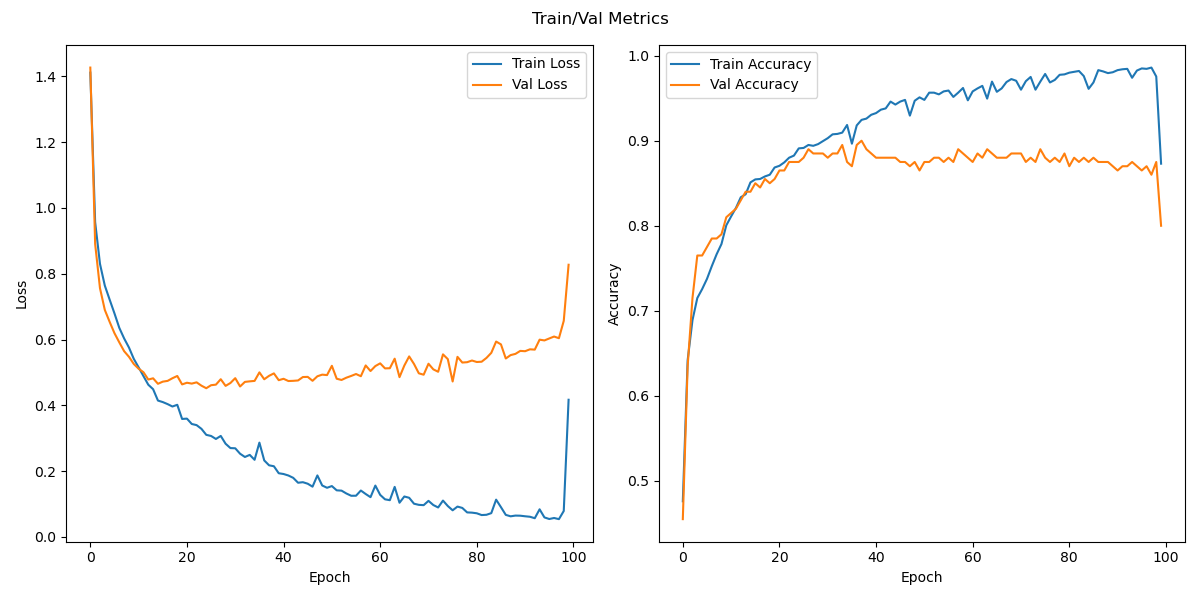 Train/Val Metrics
Train Loss
Val Loss
1.4
1.2
1.0
0.8
0.6
0.4
0.2
0.0
Loss
0
20
40
60
80
100
Epoch
Train Accuracy
Val Accuracy
1.0
0.9
0.8
0.7
0.6
0.5
Accuracy
0
20
40
60
80
100
Epoch